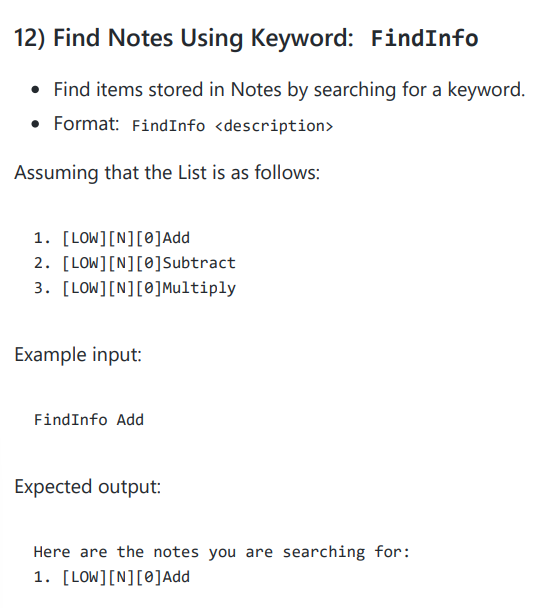 12) Find Notes Using Keyword: FindInfo
• Find items stored in Notes by searching for a keyword.
• Format: FindInfo <description>
Assuming that the List is as follows:
1. [LOW][N][0]Add
2. [LOW][N][0]Subtract
3. [LOW][N][0]Multiply
Example input:
FindInfo Add
Expected output:
Here are the notes you are searching for:
1. [LOW][N][0]Add